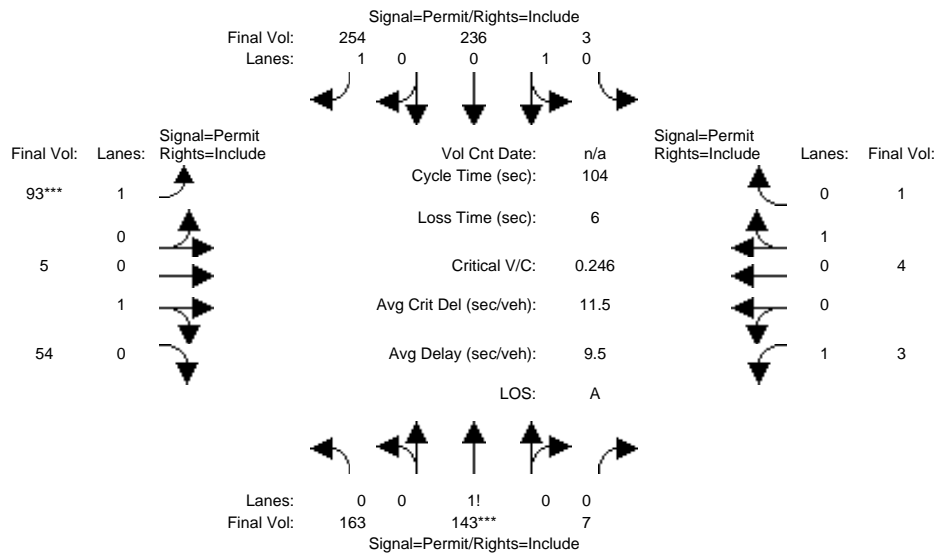 Signal=Permit/Rights=Include
Final Vol: 254 236 3
Lanes: 1 0 0 1 0
Signal=Permit Signal=Permit
Final Vol: Lanes: Rights=Include Vol Cnt Date: n/a Rights=Include Lanes: Final Vol:
Cycle Time (sec): 104
93*** 1 0 1
Loss Time (sec): 6
0 1
5 0 Critical V/C: 0.246 0 4
1 Avg Crit Del (sec/veh): 11.5 0
54 0 Avg Delay (sec/veh): 9.5 1 3
LOS: A
Lanes: 0 0 1! 0 0
Final Vol: 163 143*** 7
Signal=Permit/Rights=Include